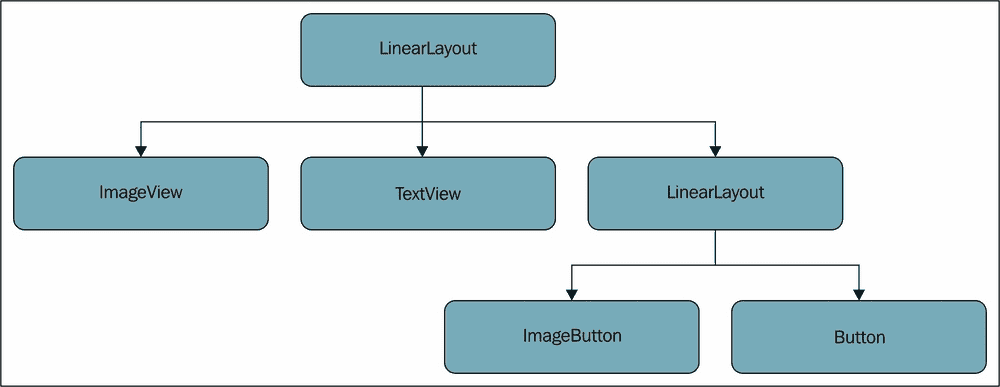 LinearLayout
ImageView
TextView
LinearLayout
ImageButton
Button